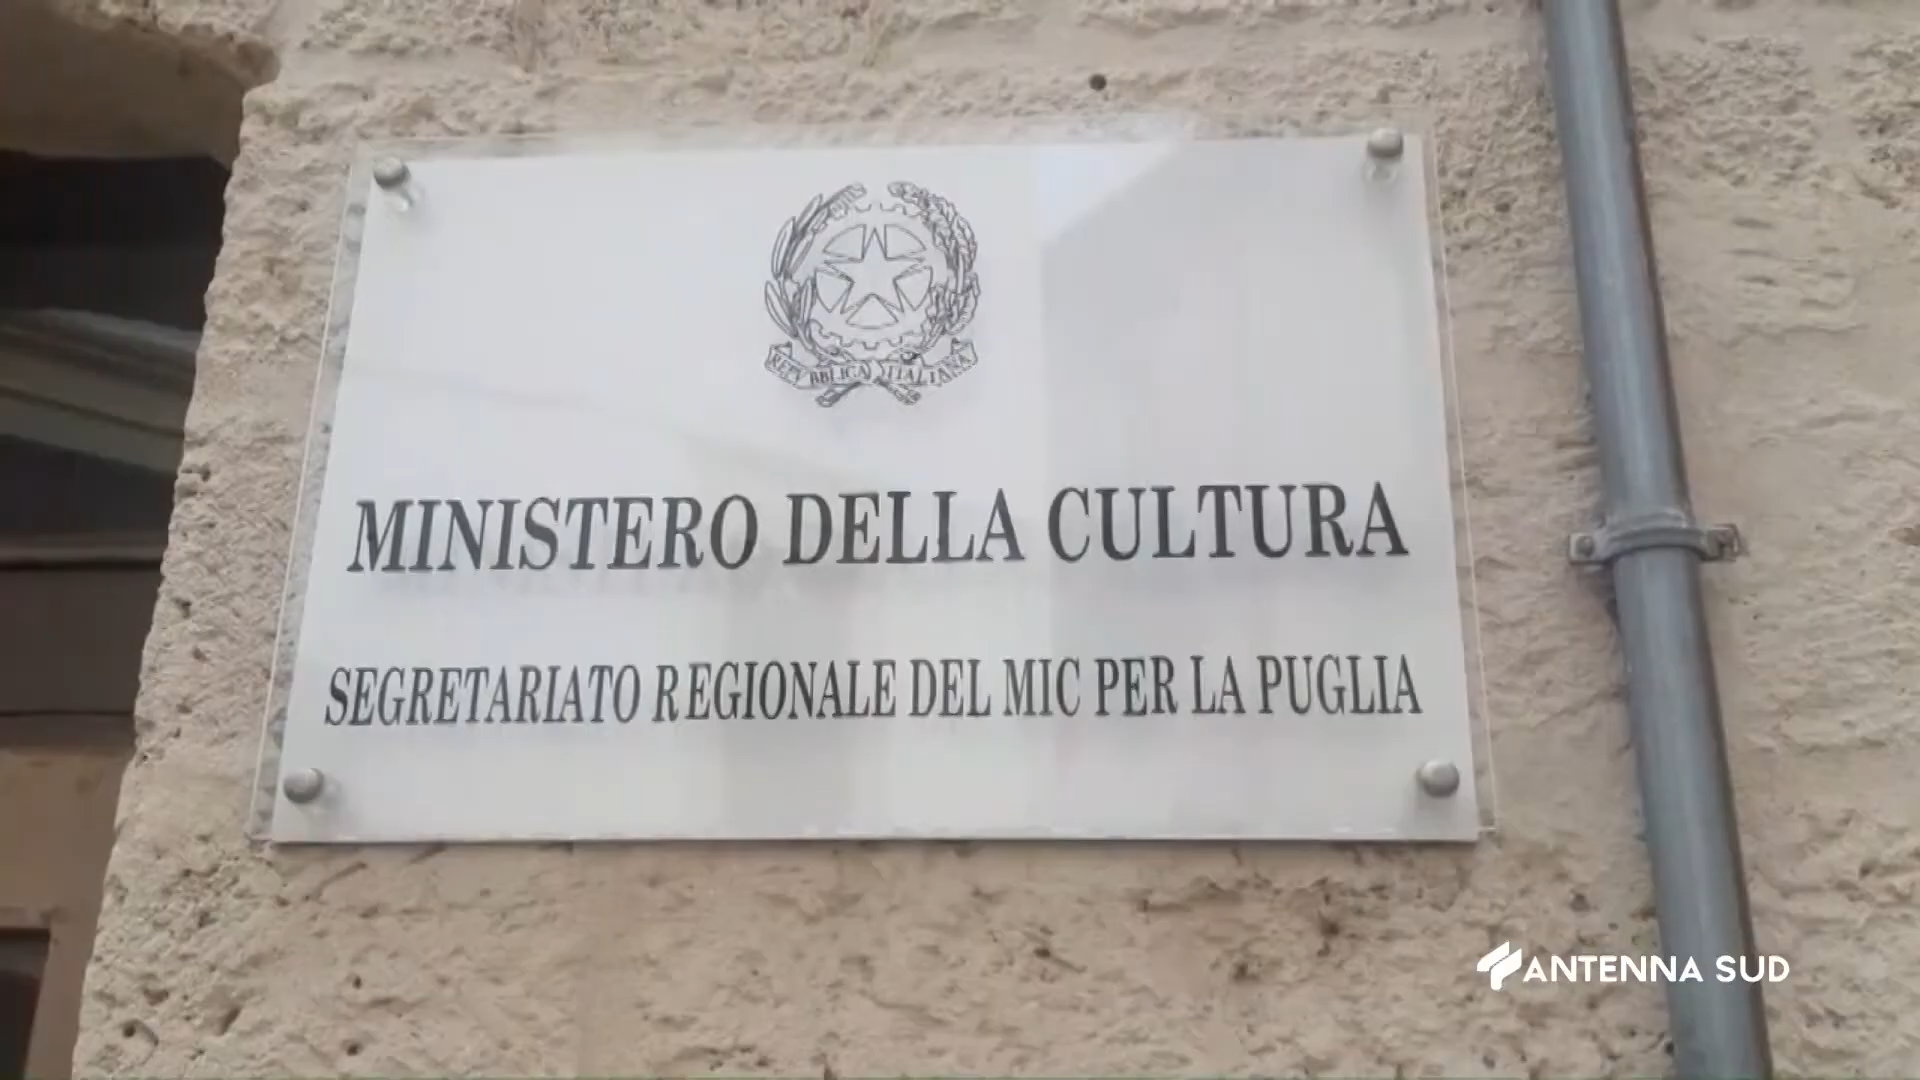 REPVBBLICA ITALIANA
MINISTERO DELLA CULTURA
SEGRETARIATO REGIONALE DEL MIC PER LA PUGLIA
ANTENNA SUD